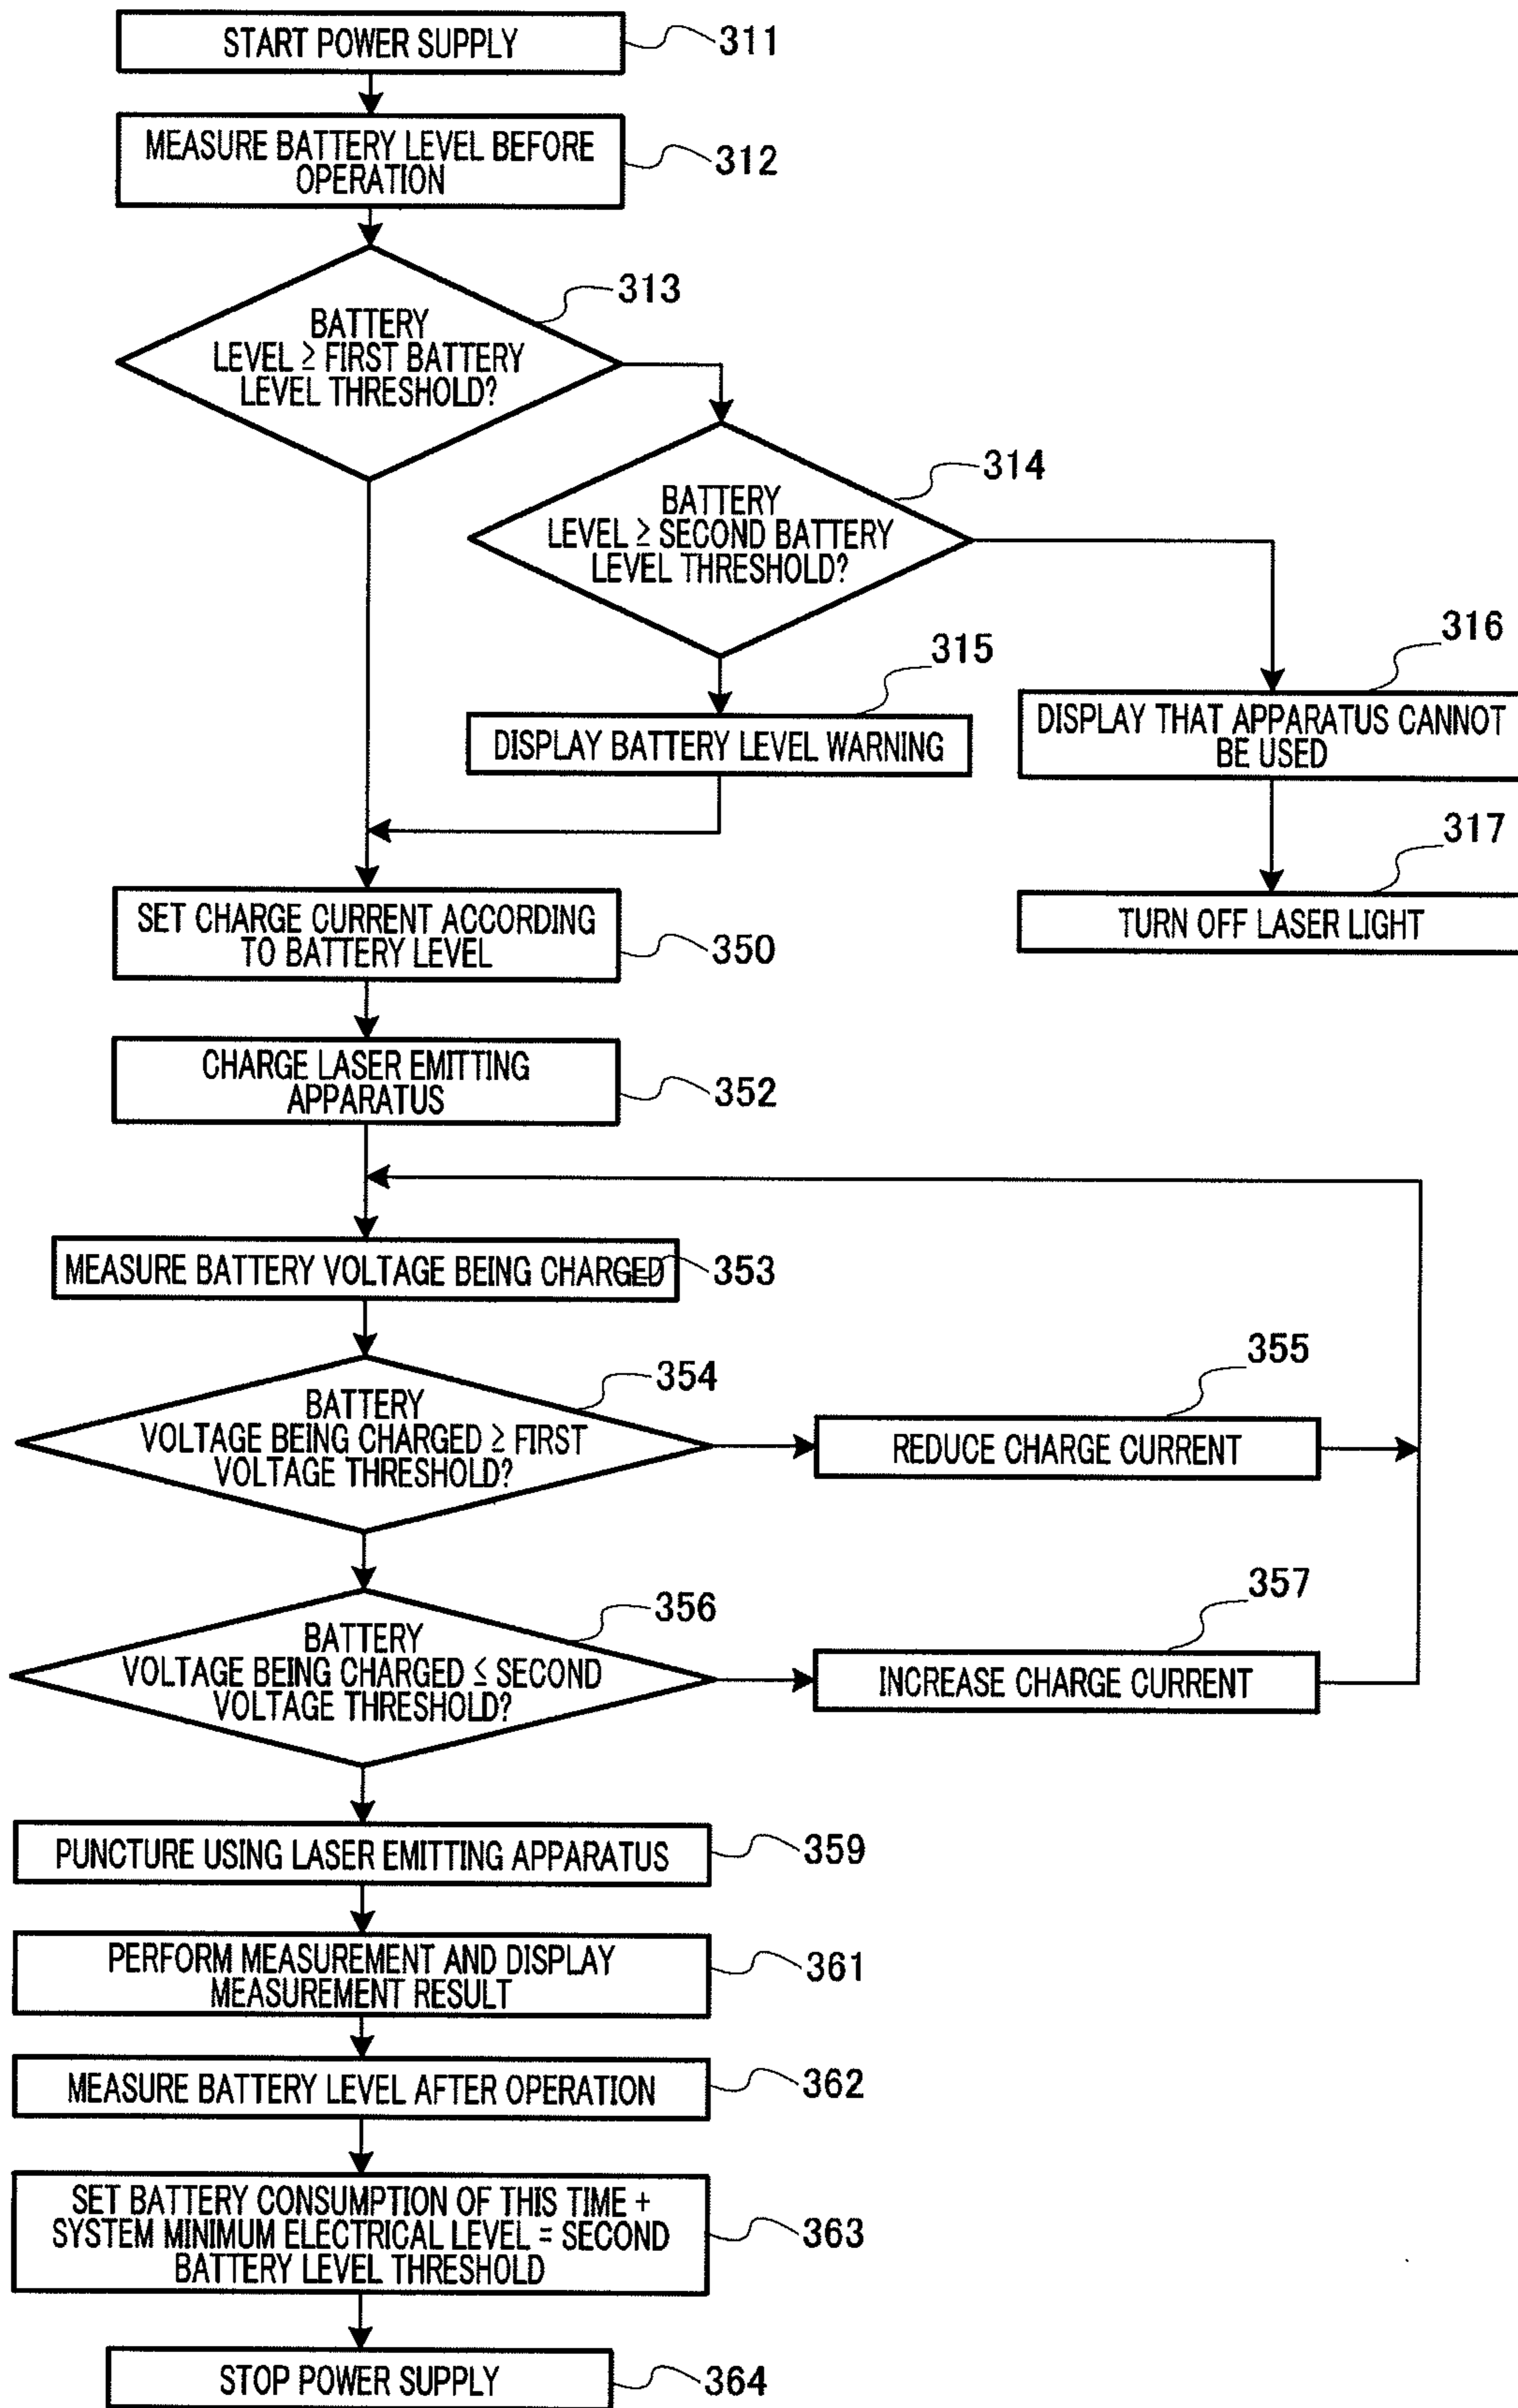 START POWER SUPPLY
311
MEASURE BATTERY LEVEL BEFORE
OPERATION
312
313
BATTERY
LEVEL ≥ FIRST BATTERY
LEVEL THRESHOLD?
314
BATTERY
LEVEL ≥ SECOND BATTERY
LEVEL THRESHOLD?
315
DISPLAY BATTERY LEVEL WARNING
316
DISPLAY THAT APPARATUS CANNOT
BE USED
317
TURN OFF LASER LIGHT
SET CHARGE CURRENT ACCORDING
TO BATTERY LEVEL
350
CHARGE LASER EMITTING
APPARATUS
352
MEASURE BATTERY VOLTAGE BEING CHARGED
353
354
BATTERY
VOLTAGE BEING CHARGED ≥ FIRST
VOLTAGE THRESHOLD?
355
REDUCE CHARGE CURRENT
356
BATTERY
VOLTAGE BEING CHARGED ≤ SECOND
VOLTAGE THRESHOLD?
357
INCREASE CHARGE CURRENT
PUNCTURE USING LASER EMITTING APPARATUS
359
PERFORM MEASUREMENT AND DISPLAY
MEASUREMENT RESULT
361
MEASURE BATTERY LEVEL AFTER OPERATION
362
SET BATTERY CONSUMPTION OF THIS TIME +
SYSTEM MINIMUM ELECTRICAL LEVEL = SECOND
BATTERY LEVEL THRESHOLD
363
STOP POWER SUPPLY
364